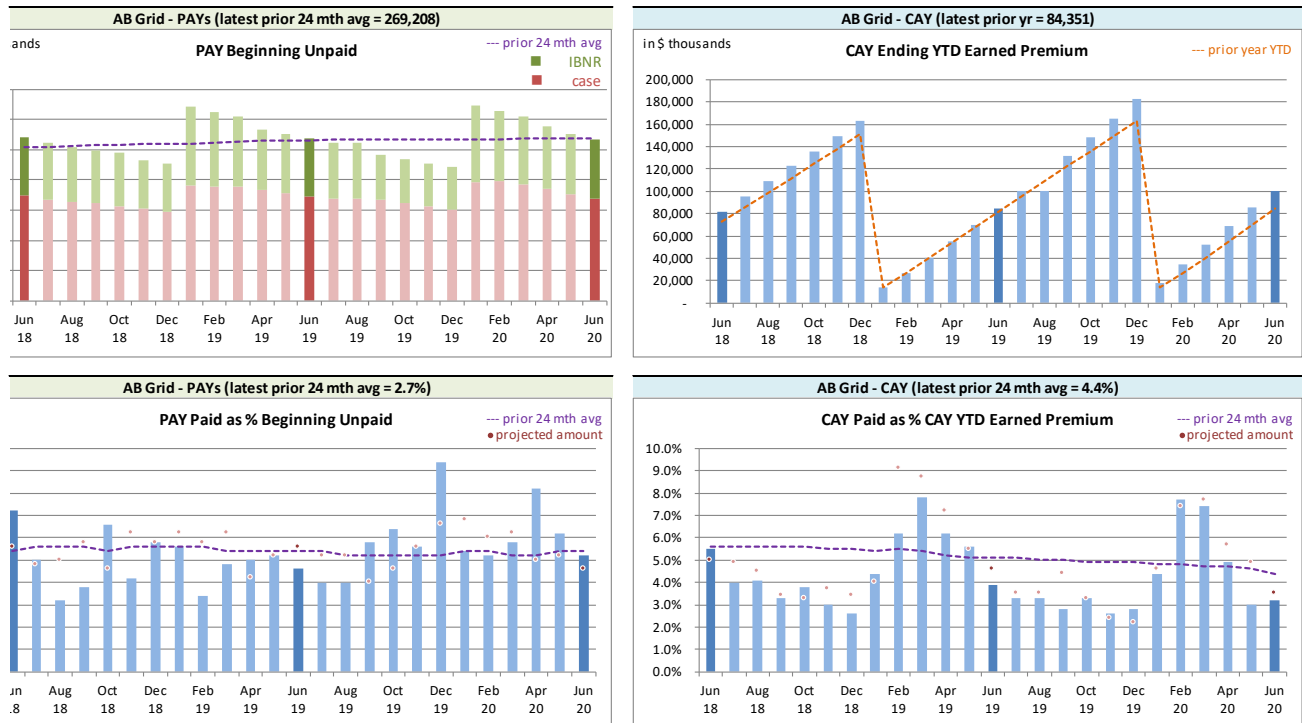 AB Grid - PAYs (latest prior 24 mth avg = 269,208)
ands
PAY Beginning Unpaid
--- prior 24 mth avg
IBNR
case
Jun Aug Oct Dec Feb Apr Jun Aug Oct Dec Feb Apr Jun
18 18 18 18 19 19 19 19 19 19 20 20 20
AB Grid - CAY (latest prior yr = 84,351)
in $ thousands
CAY Ending YTD Earned Premium
--- prior year YTD
200,000
180,000
160,000
140,000
120,000
100,000
80,000
60,000
40,000
20,000
-
Jun Aug Oct Dec Feb Apr Jun Aug Oct Dec Feb Apr Jun
18 18 18 18 19 19 19 19 19 19 20 20 20
AB Grid - PAYs (latest prior 24 mth avg = 2.7%)
PAY Paid as % Beginning Unpaid
--- prior 24 mth avg
projected amount
un Aug Oct Dec Feb Apr Jun Aug Oct Dec Feb Apr Jun
.8 18 18 18 19 19 19 19 19 19 20 20 20
AB Grid - CAY (latest prior 24 mth avg = 4.4%)
CAY Paid as % CAY YTD Earned Premium
--- prior 24 mth avg
projected amount
10.0%
9.0%
8.0%
7.0%
6.0%
5.0%
4.0%
3.0%
2.0%
1.0%
0.0%
Jun Aug Oct Dec Feb Apr Jun Aug Oct Dec Feb Apr Jun
18 18 18 18 19 19 19 19 19 19 20 20 20